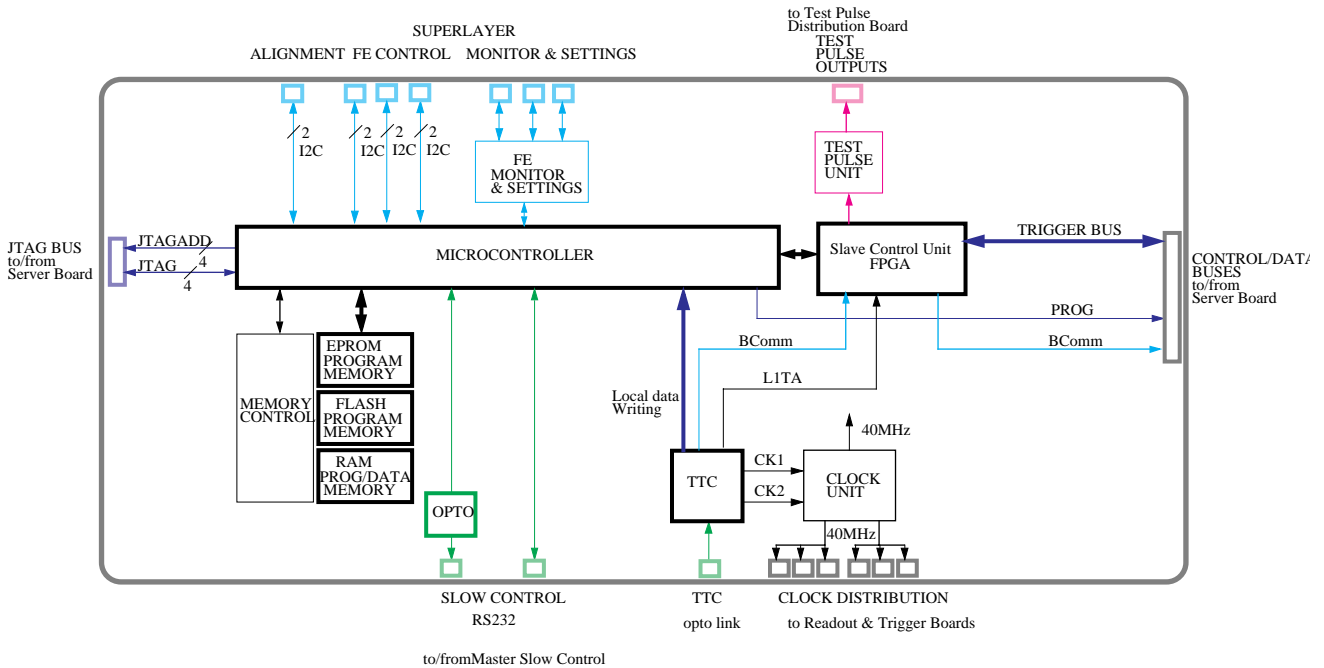 to Test Pulse
Distribution Board
SUPERLAYER
TEST
ALIGNMENT FE CONTROL MONITOR & SETTINGS
PULSE
OUTPUTS
2
I2C
2
I2C
2
I2C
2
I2C
FE
MONITOR
& SETTINGS
TEST
PULSE
UNIT
JTAG BUS
to/from
Server Board
JTAGADD
4
JTAG
4
MICROCONTROLLER
Slave Control Unit
FPGA
TRIGGER BUS
CONTROL/DATA
BUSES
to/from
Server Board
PROG
BComm
BComm
EPROM
PROGRAM
MEMORY
L1TA
MEMORY
CONTROL
FLASH
PROGRAM
MEMORY
Local data
Writing
40MHz
RAM
PROG/DATA
MEMORY
TTC
CK1
CK2
CLOCK
UNIT
OPTO
40MHz
SLOW CONTROL
RS232
TTC
opto link
CLOCK DISTRIBUTION
to Readout & Trigger Boards
to/fromMaster Slow Control